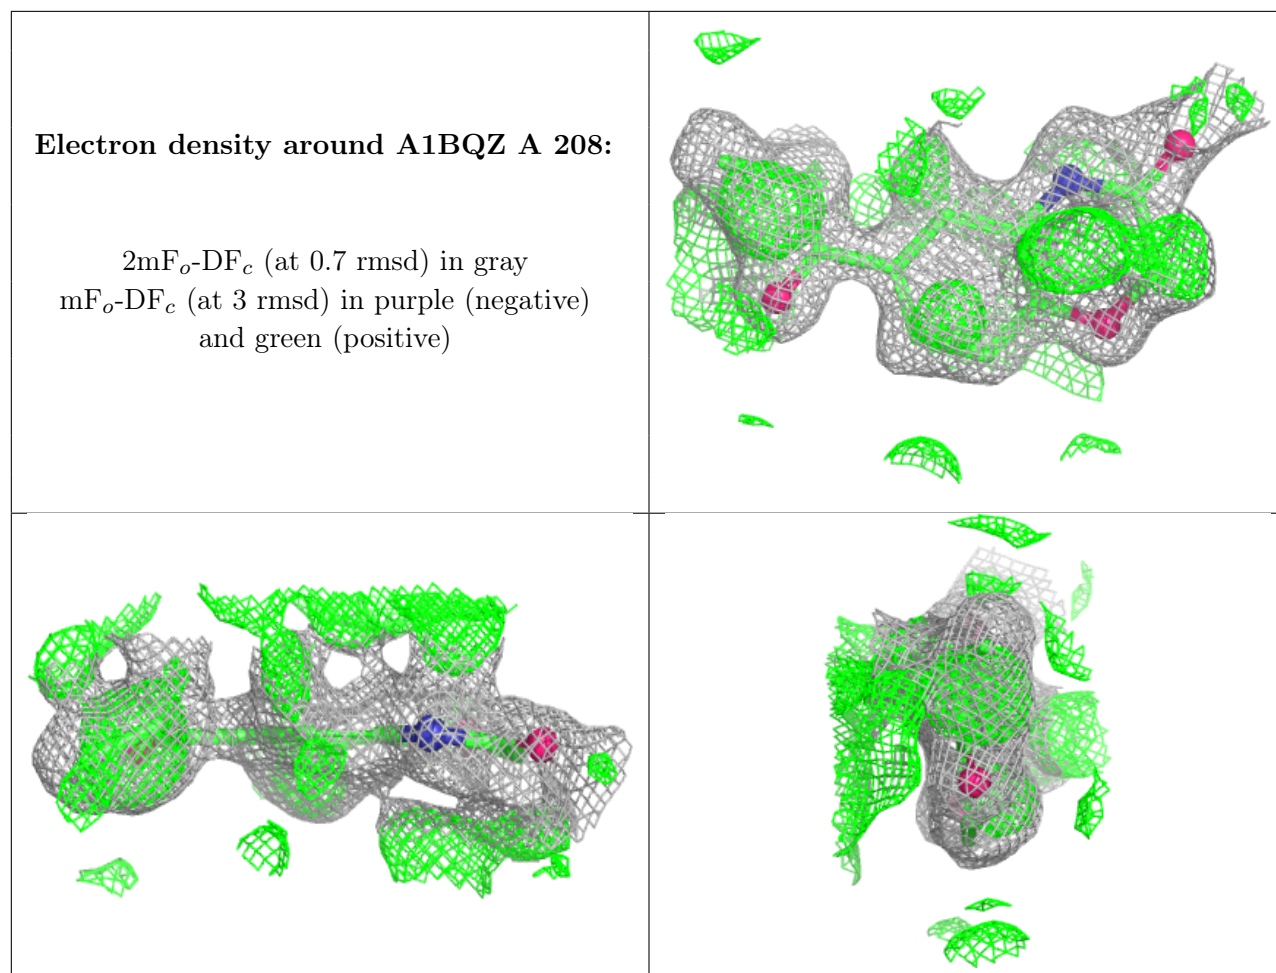 Electron density around A1BQZ A 208:
2mFo-DFc (at 0.7 rmsd) in gray
mFo-DFc (at 3 rmsd) in purple (negative)
and green (positive)